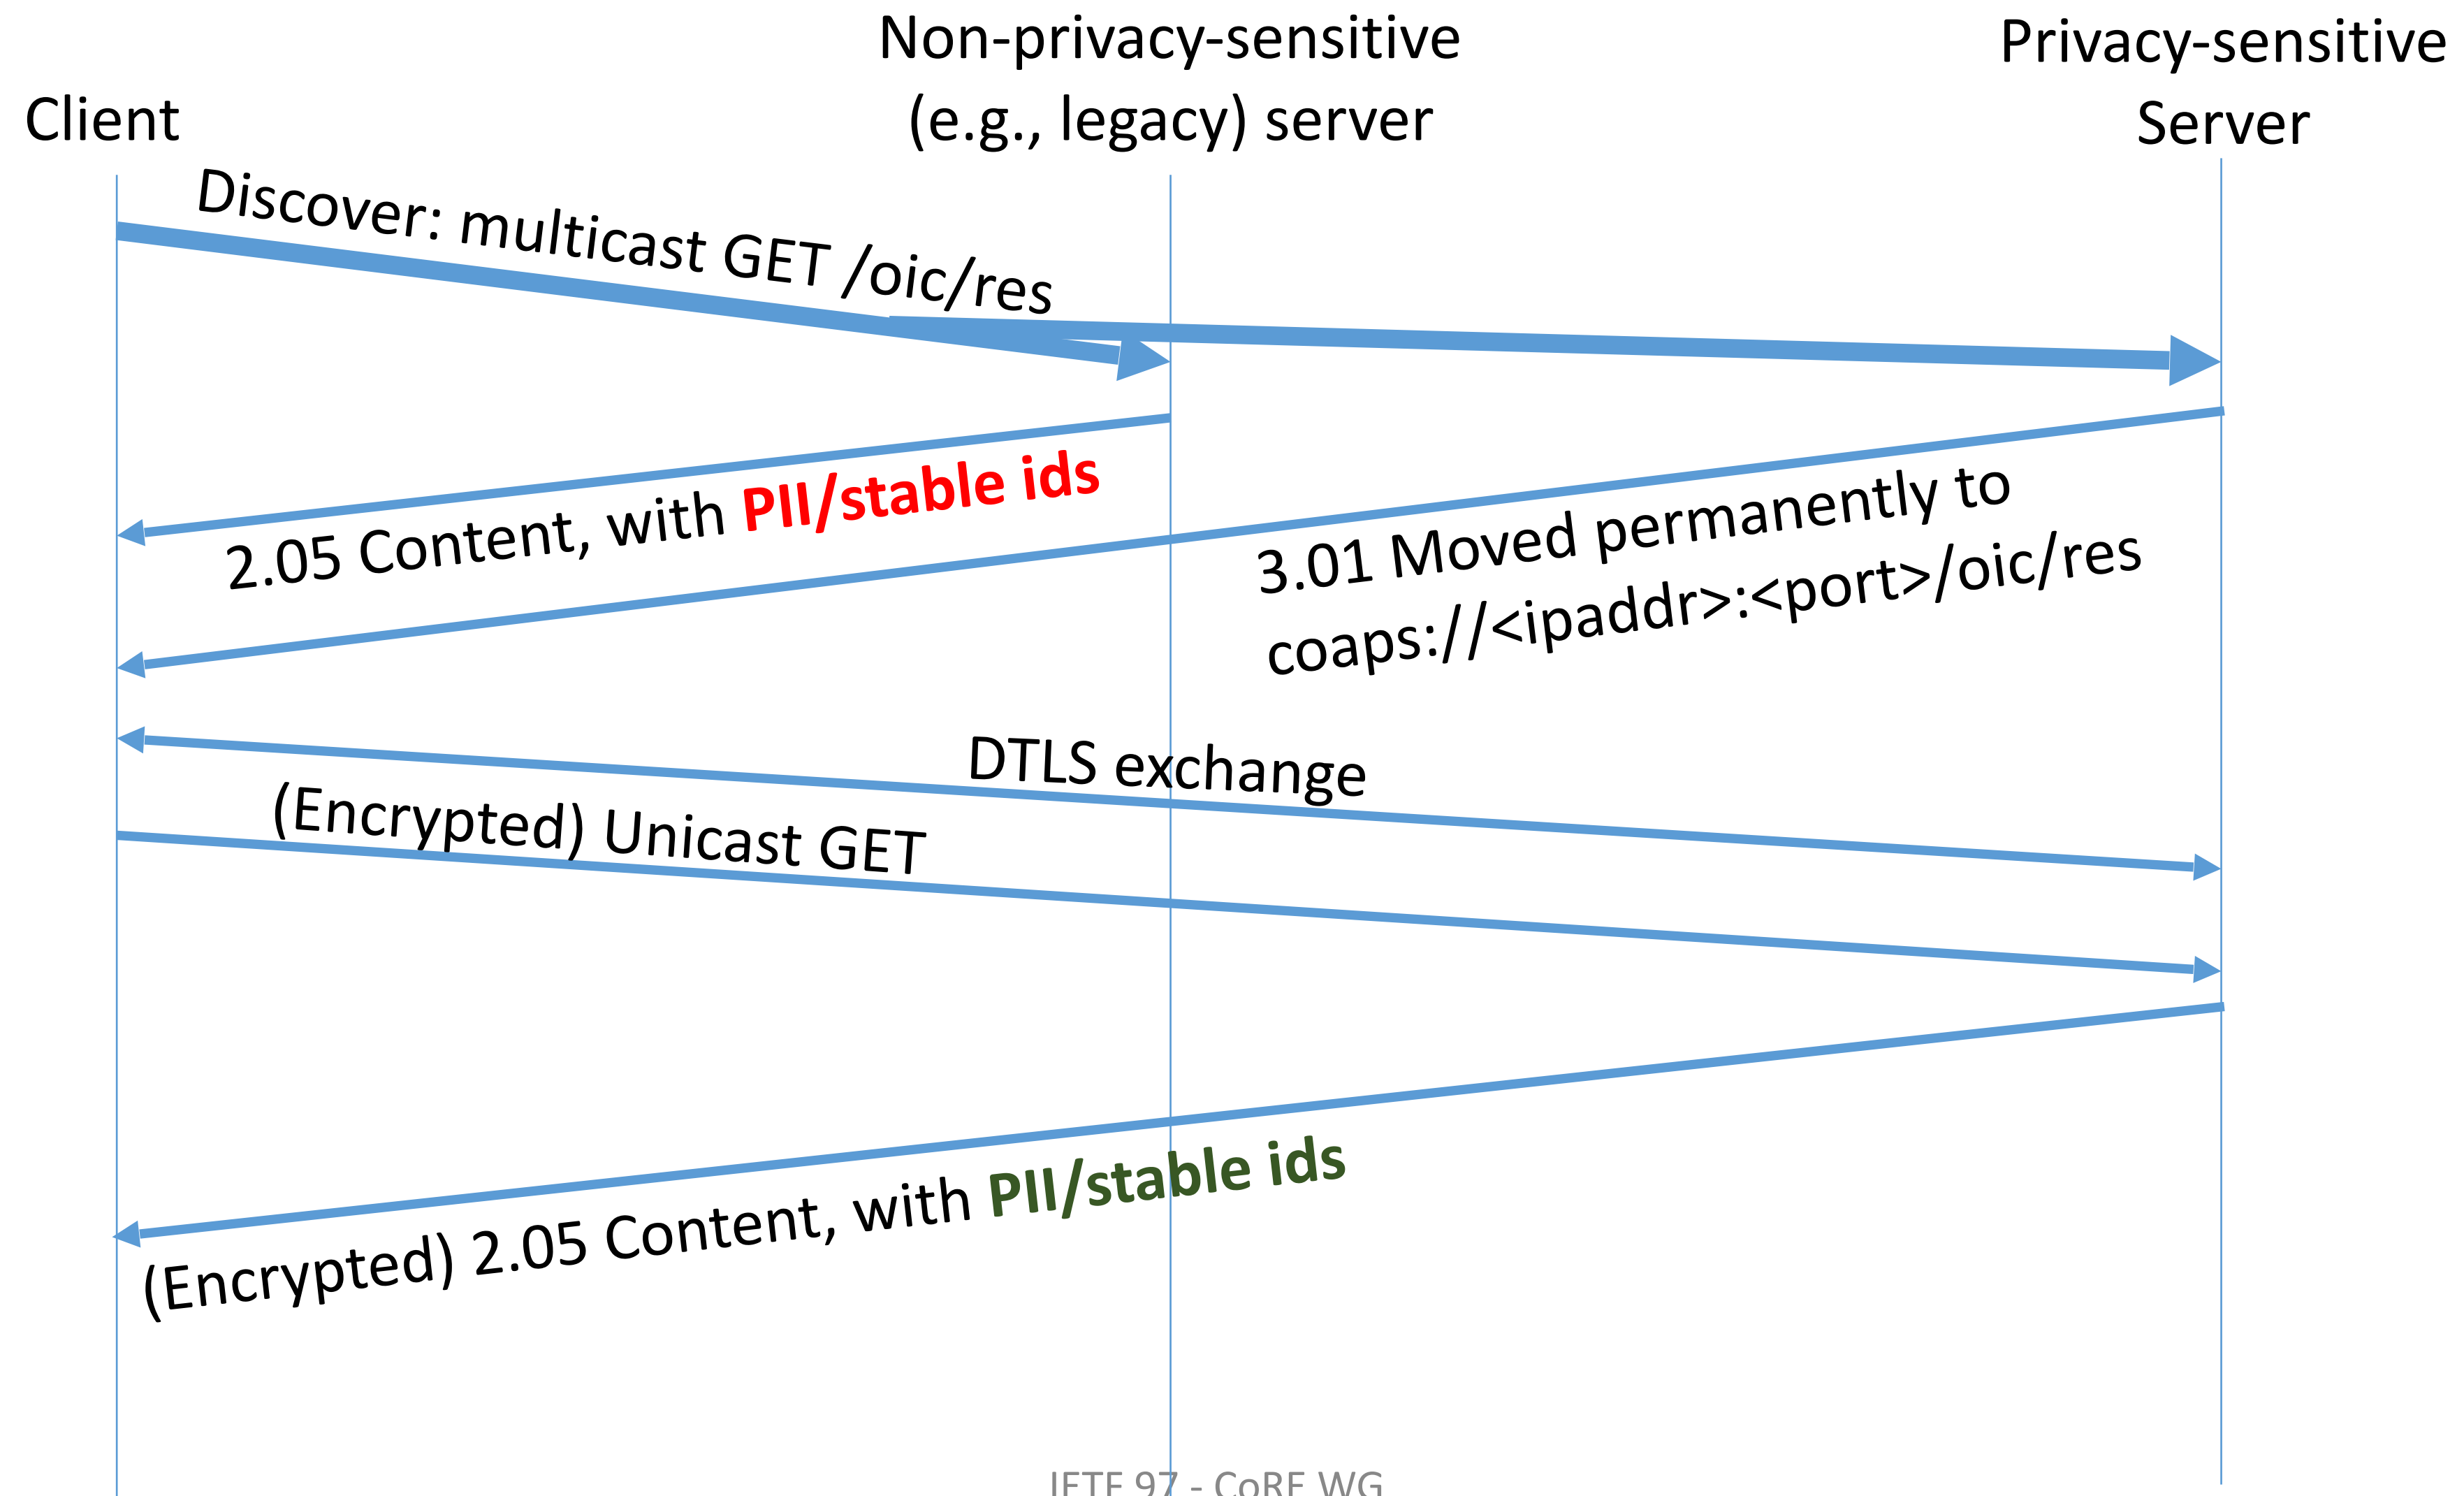 Client
Non-privacy-sensitive
(e.g., legacy) server
Privacy-sensitive
Server
Discover: multicast GET /oic/res
2.05 Content, with PII/stable ids
3.01 Moved permanently to
coaps://<ipaddr>:<port>/oic/res
DTLS exchange
(Encrypted) Unicast GET
(Encrypted) 2.05 Content, with PII/stable ids
IETF 97 - CoRE WG